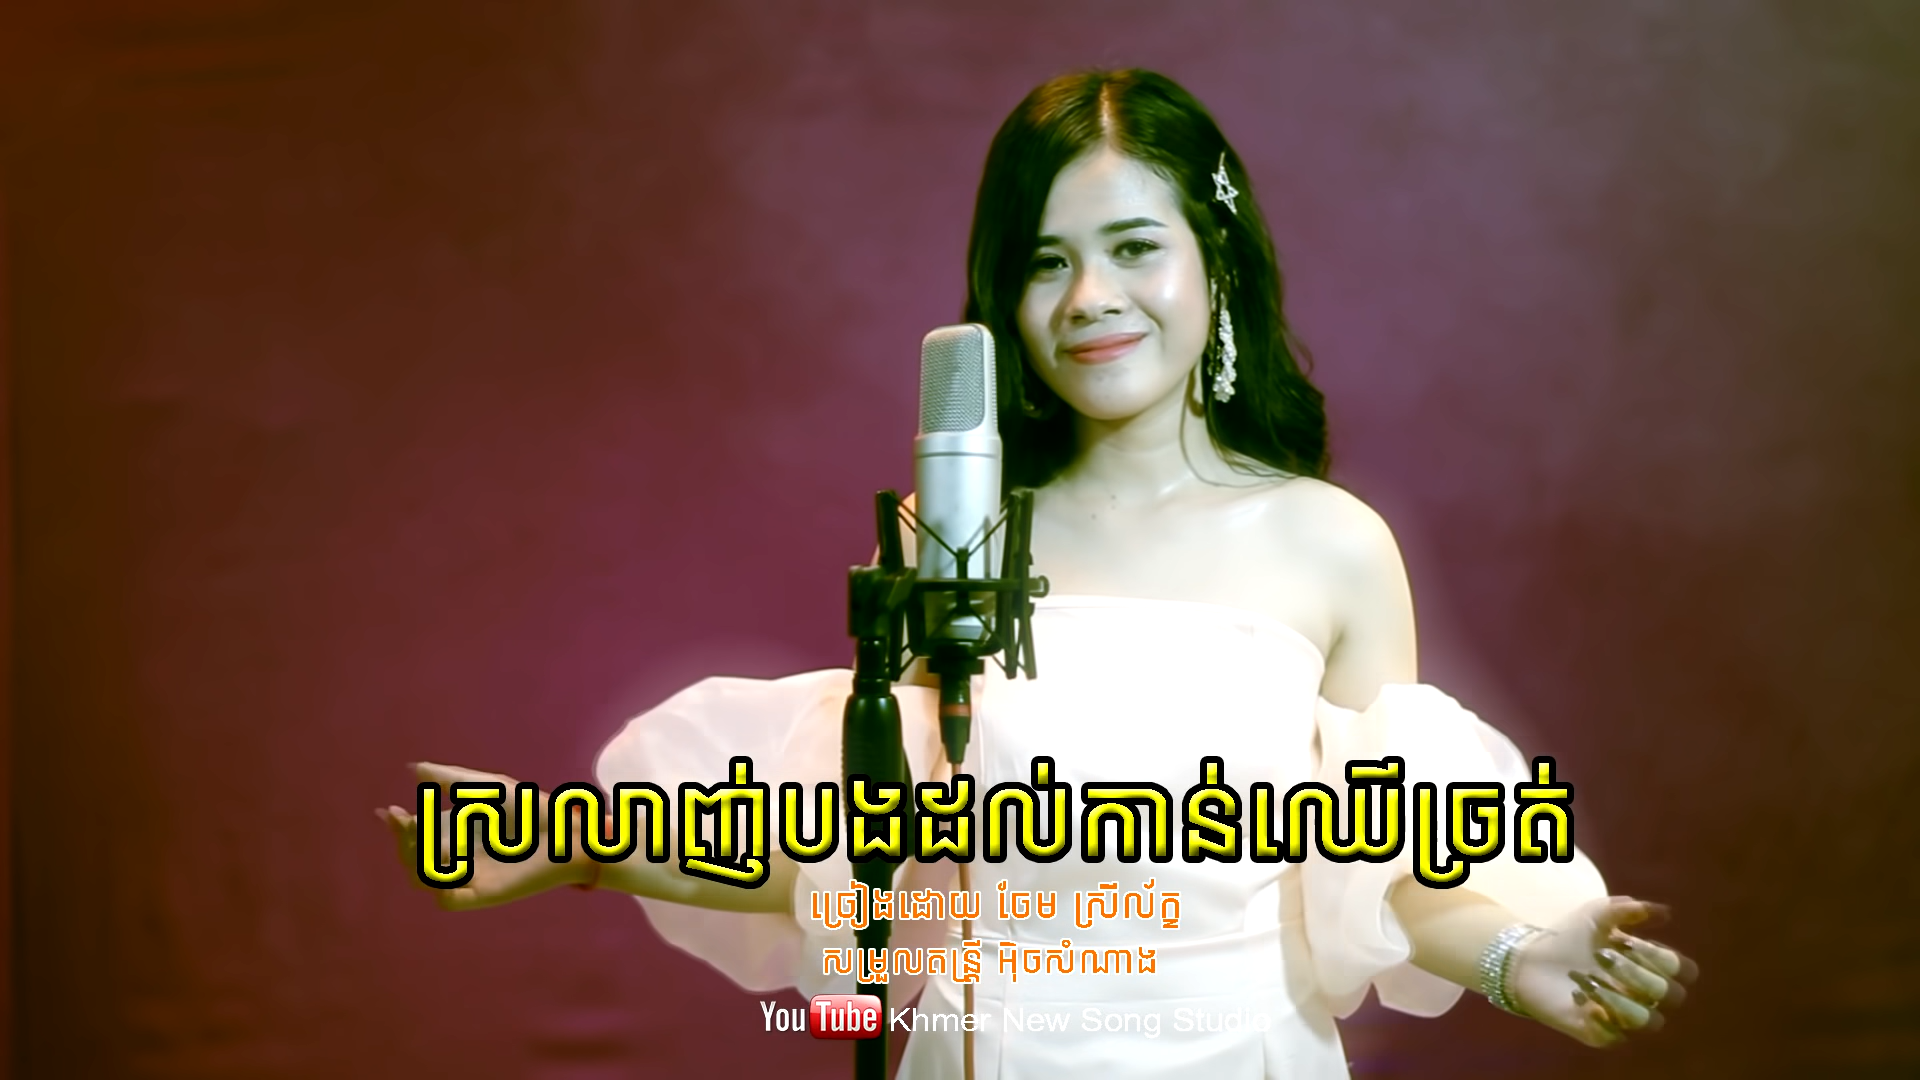 ស្រលាញ់បងដល់កាន់ឈើច្រត់
ច្រៀងដោយ ចែម ស្រីល័ក្ខ
សម្រួលតន្ត្រី អ៊ិចសំណាង
YouTube Khmer New Song Studio